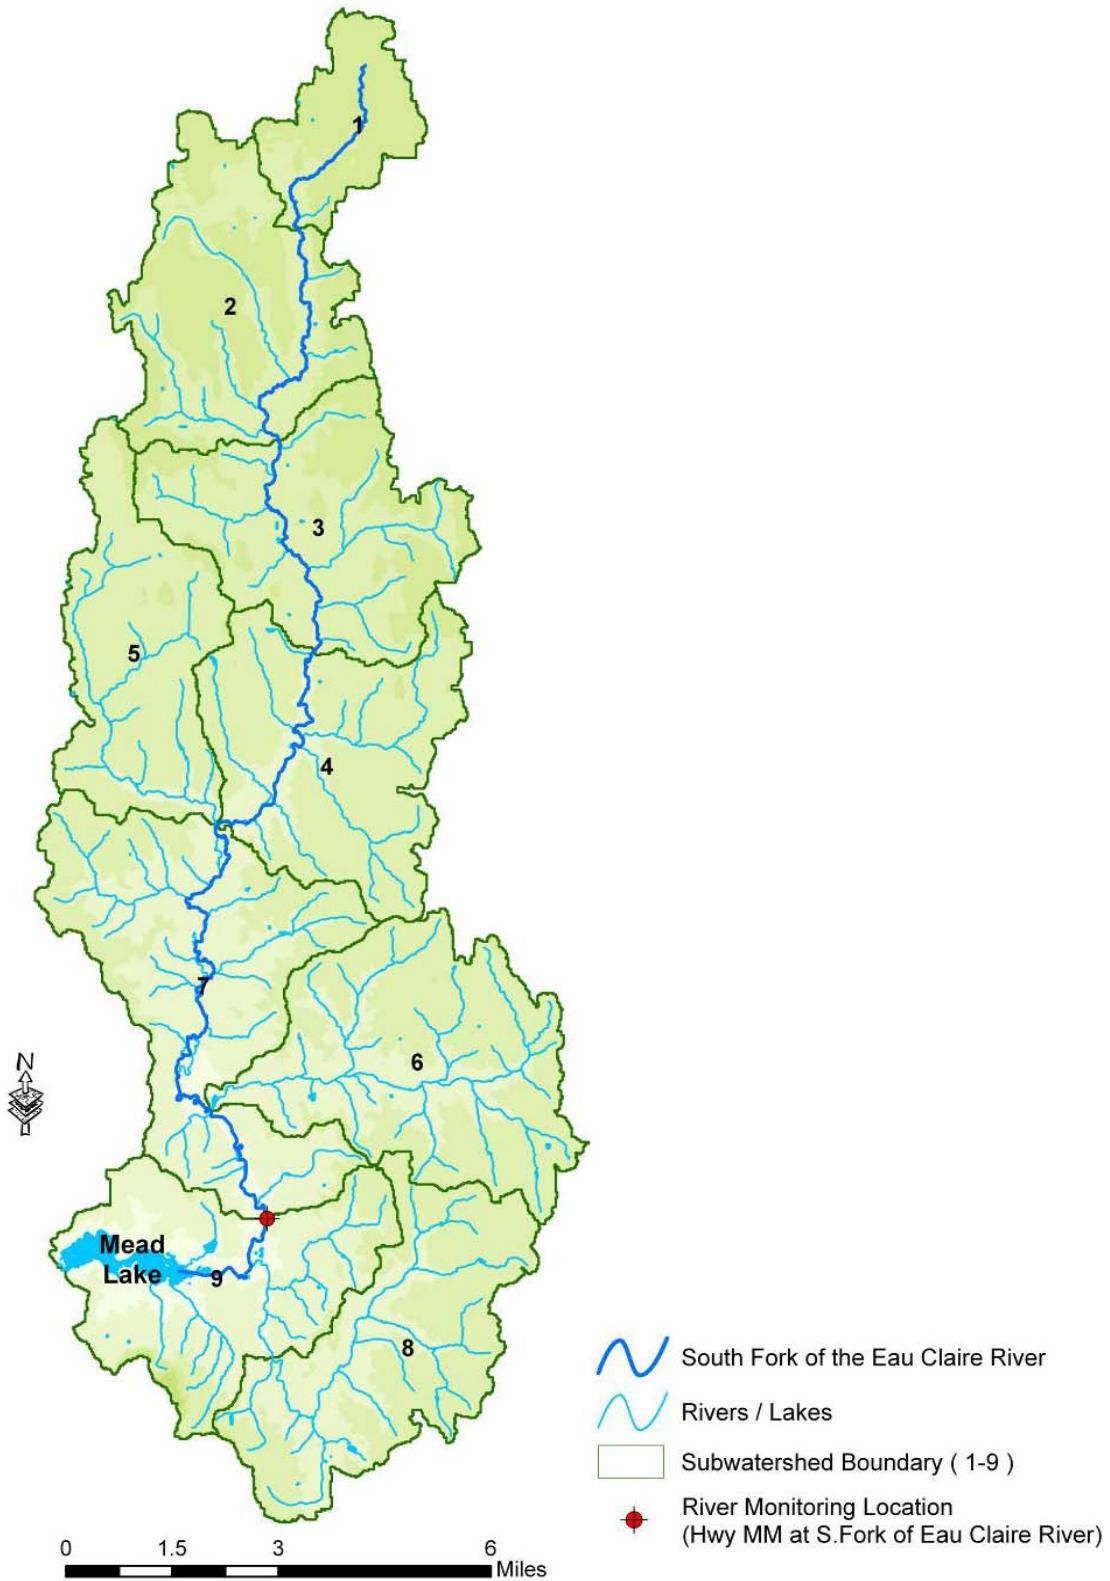 1
2
3
5
4
7
6
N
Mead
Lake
9
8
South Fork of the Eau Claire River
Rivers / Lakes
Subwatershed Boundary ( 1-9 )
River Monitoring Location
(Hwy MM at S.Fork of Eau Claire River)
0 1.5 3 6
Miles